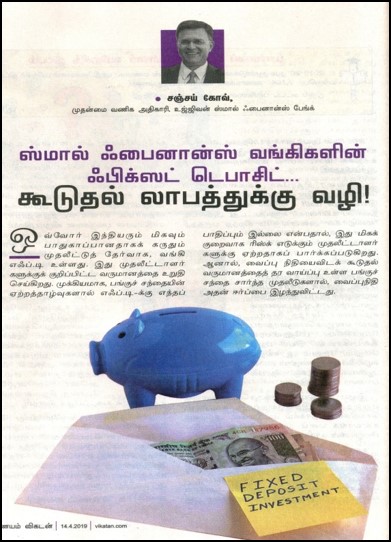 • சஞ்சய் கோவ்,
முதன்மை வணிக அதிகாரி, உஜ்ஜிவன் ஸ்மால் ஃபைனான்ஸ் பேங்க்
ஸ்மால் ஃபைனான்ஸ் வங்கிகளின்
ஃபிக்ஸட் டெபாசிட்...
கூடுதல் லாபத்துக்கு வழி!
ஒவ்வோர் இந்தியரும் மிகவும்
பாதுகாப்பானதாகக் கருதும்
முதலீட்டுத் தேர்வாக, வங்கி
எஃப்.டி உள்ளது. இது முதலீட்டாளர்
களுக்குக் குறிப்பிட்ட வருமானத்தை உறுதி
செய்கிறது. முக்கியமாக, பங்குச் சந்தையின்
ஏற்றத்தாழ்வுகளால் எஃப்.டி-க்கு எந்தப்
பாதிப்பும் இல்லை என்பதால், இது மிகக்
குறைவாக ரிஸ்க் எடுக்கும் முதலீட்டாளர்
களுக்கு ஏற்றதாகப் பார்க்கப்படுகிறது.
ஆனால், வைப்பு நிதியைவிடக் கூடுதல்
வருமானத்தைத் தர வாய்ப்பு உள்ள பங்குச்
சந்தை சார்ந்த முதலீடுகளால், வைப்புநிதி
அதன் ஈர்ப்பை இழந்துவிட்டது.
FIXED
DEPOSIT
INVESTMENT
ணயம் விகடன் | 14.4.2019 | vikatan.com